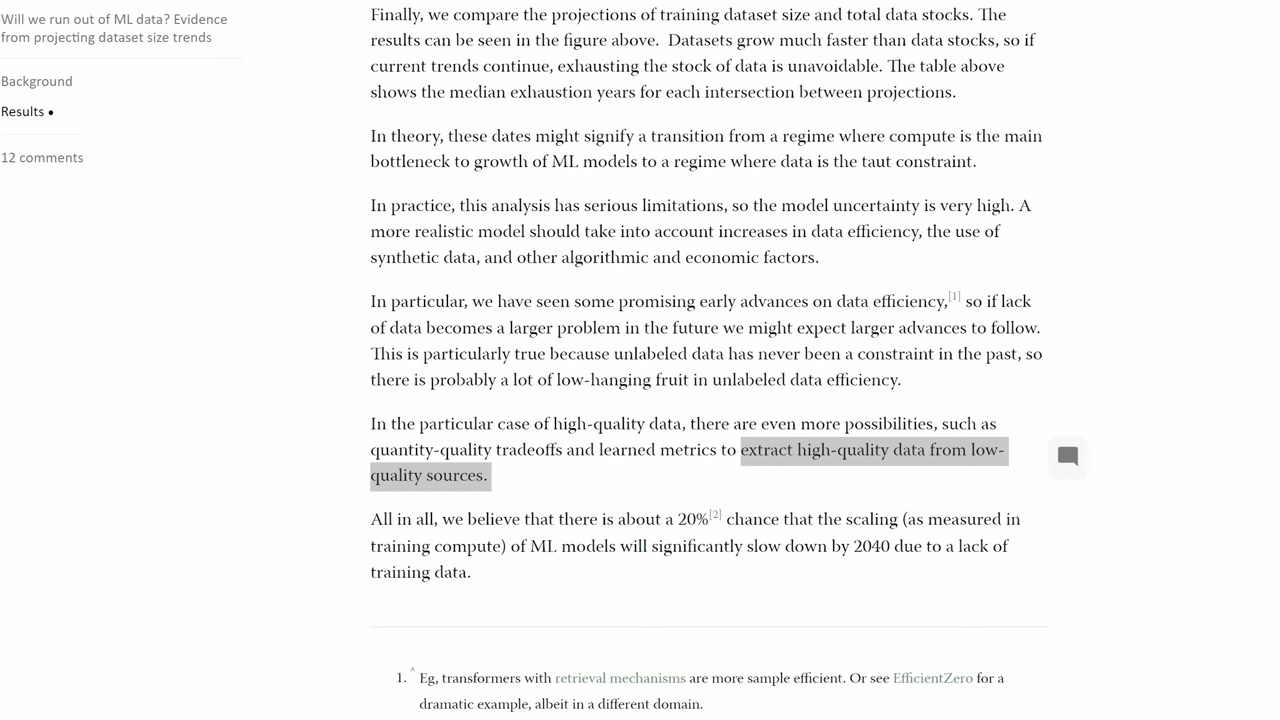 Will we run out of ML data? Evidence
from projecting dataset size trends
Background
Results •
12 comments
Finally, we compare the projections of training dataset size and total data stocks. The
results can be seen in the figure above. Datasets grow much faster than data stocks, so if
current trends continue, exhausting the stock of data is unavoidable. The table above
shows the median exhaustion years for each intersection between projections.
In theory, these dates might signify a transition from a regime where compute is the main
bottleneck to growth of ML models to a regime where data is the taut constraint.
In practice, this analysis has serious limitations, so the model uncertainty is very high. A
more realistic model should take into account increases in data efficiency, the use of
synthetic data, and other algorithmic and economic factors.
In particular, we have seen some promising early advances on data efficiency,[1] so if lack
of data becomes a larger problem in the future we might expect larger advances to follow.
This is particularly true because unlabeled data has never been a constraint in the past, so
there is probably a lot of low-hanging fruit in unlabeled data efficiency.
In the particular case of high-quality data, there are even more possibilities, such as
quantity-quality tradeoffs and learned metrics to extract high-quality data from low-
quality sources.
All in all, we believe that there is about a 20%[2] chance that the scaling (as measured in
training compute) of ML models will significantly slow down by 2040 due to a lack of
training data.
1. ^ Eg, transformers with retrieval mechanisms are more sample efficient. Or see EfficientZero for a
dramatic example, albeit in a different domain.